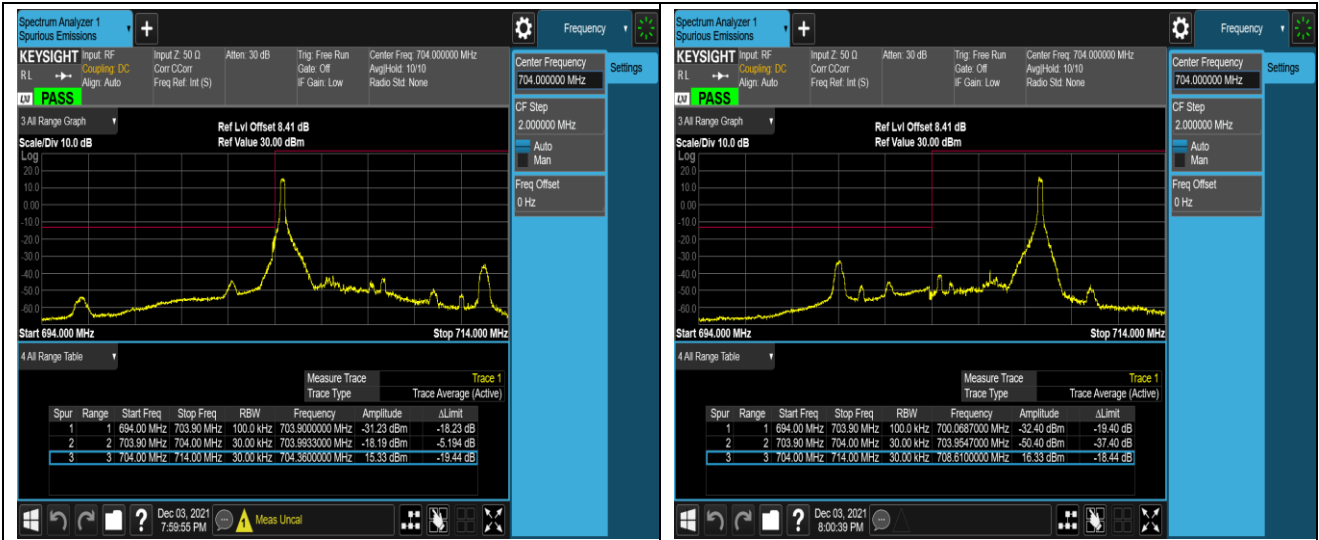 Spectrum Analyzer 1
Spurious Emissions
+
Frequency
KEYSIGHT
R L
Input: RF
Coupling: DC
Align: Auto
Input Z: 50 Ω
Corr CCorr
Freq Ref: Int (S)
Atten: 30 dB
Trig: Free Run
Gate: Off
IF Gain: Low
Center Freq: 704.000000 MHz
Avg|Hold: 10/10
Radio Std: None
LXI PASS
Center Frequency
704.000000 MHz
Settings
CF Step
2.000000 MHz
Auto
Man
Freq Offset
0 Hz
3 All Range Graph
Ref Lvl Offset 8.41 dB
Scale/Div 10.0 dB
Ref Value 30.00 dBm
Log
20.0
10.0
0.00
-10.0
-20.0
-30.0
-40.0
-50.0
-60.0
Start 694.000 MHz
Stop 714.000 MHz
4 All Range Table
Measure Trace Trace 1
Trace Type Trace Average (Active)
Spur Range Start Freq Stop Freq RBW Frequency Amplitude ΔLimit
1 1 694.00 MHz 703.90 MHz 100.0 kHz 703.9000000 MHz -31.23 dBm -18.23 dB
2 2 703.90 MHz 704.00 MHz 30.00 kHz 703.9933000 MHz -18.19 dBm -5.194 dB
3 3 704.00 MHz 714.00 MHz 30.00 kHz 704.3600000 MHz 15.33 dBm -19.44 dB
?
Dec 03, 2021
7:59:55 PM
Meas Uncal
Spectrum Analyzer 1
Spurious Emissions
+
Frequency
KEYSIGHT
R L
Input: RF
Coupling: DC
Align: Auto
Input Z: 50 Ω
Corr CCorr
Freq Ref: Int (S)
Atten: 30 dB
Trig: Free Run
Gate: Off
IF Gain: Low
Center Freq: 704.000000 MHz
Avg|Hold: 10/10
Radio Std: None
LXI PASS
Center Frequency
704.000000 MHz
Settings
CF Step
2.000000 MHz
Auto
Man
Freq Offset
0 Hz
3 All Range Graph
Ref Lvl Offset 8.41 dB
Scale/Div 10.0 dB
Ref Value 30.00 dBm
Log
20.0
10.0
0.00
-10.0
-20.0
-30.0
-40.0
-50.0
-60.0
Start 694.000 MHz
Stop 714.000 MHz
4 All Range Table
Measure Trace Trace 1
Trace Type Trace Average (Active)
Spur Range Start Freq Stop Freq RBW Frequency Amplitude ΔLimit
1 1 694.00 MHz 703.90 MHz 100.0 kHz 700.0687000 MHz -32.40 dBm -19.40 dB
2 2 703.90 MHz 704.00 MHz 30.00 kHz 703.9547000 MHz -50.40 dBm -37.40 dB
3 3 704.00 MHz 714.00 MHz 30.00 kHz 708.6100000 MHz 16.33 dBm -18.44 dB
?
Dec 03, 2021
8:00:39 PM